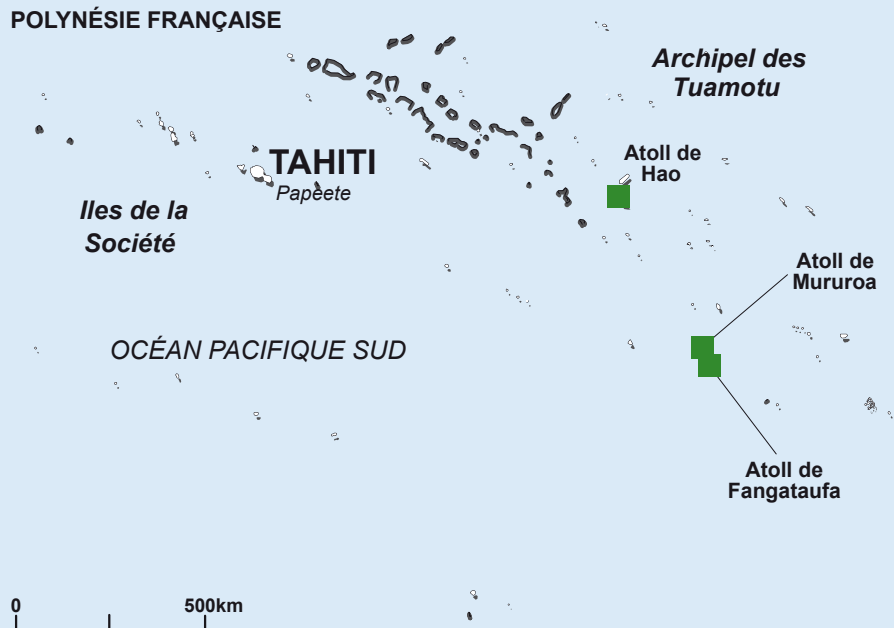 POLYNÉSIE FRANÇAISE
Archipel des
Tuamotu
TAHITI
Papeete
Atoll de
Hao
Iles de la
Société
Atoll de
Mururoa
OCÉAN PACIFIQUE SUD
Atoll de
Fangataufa
0
500km